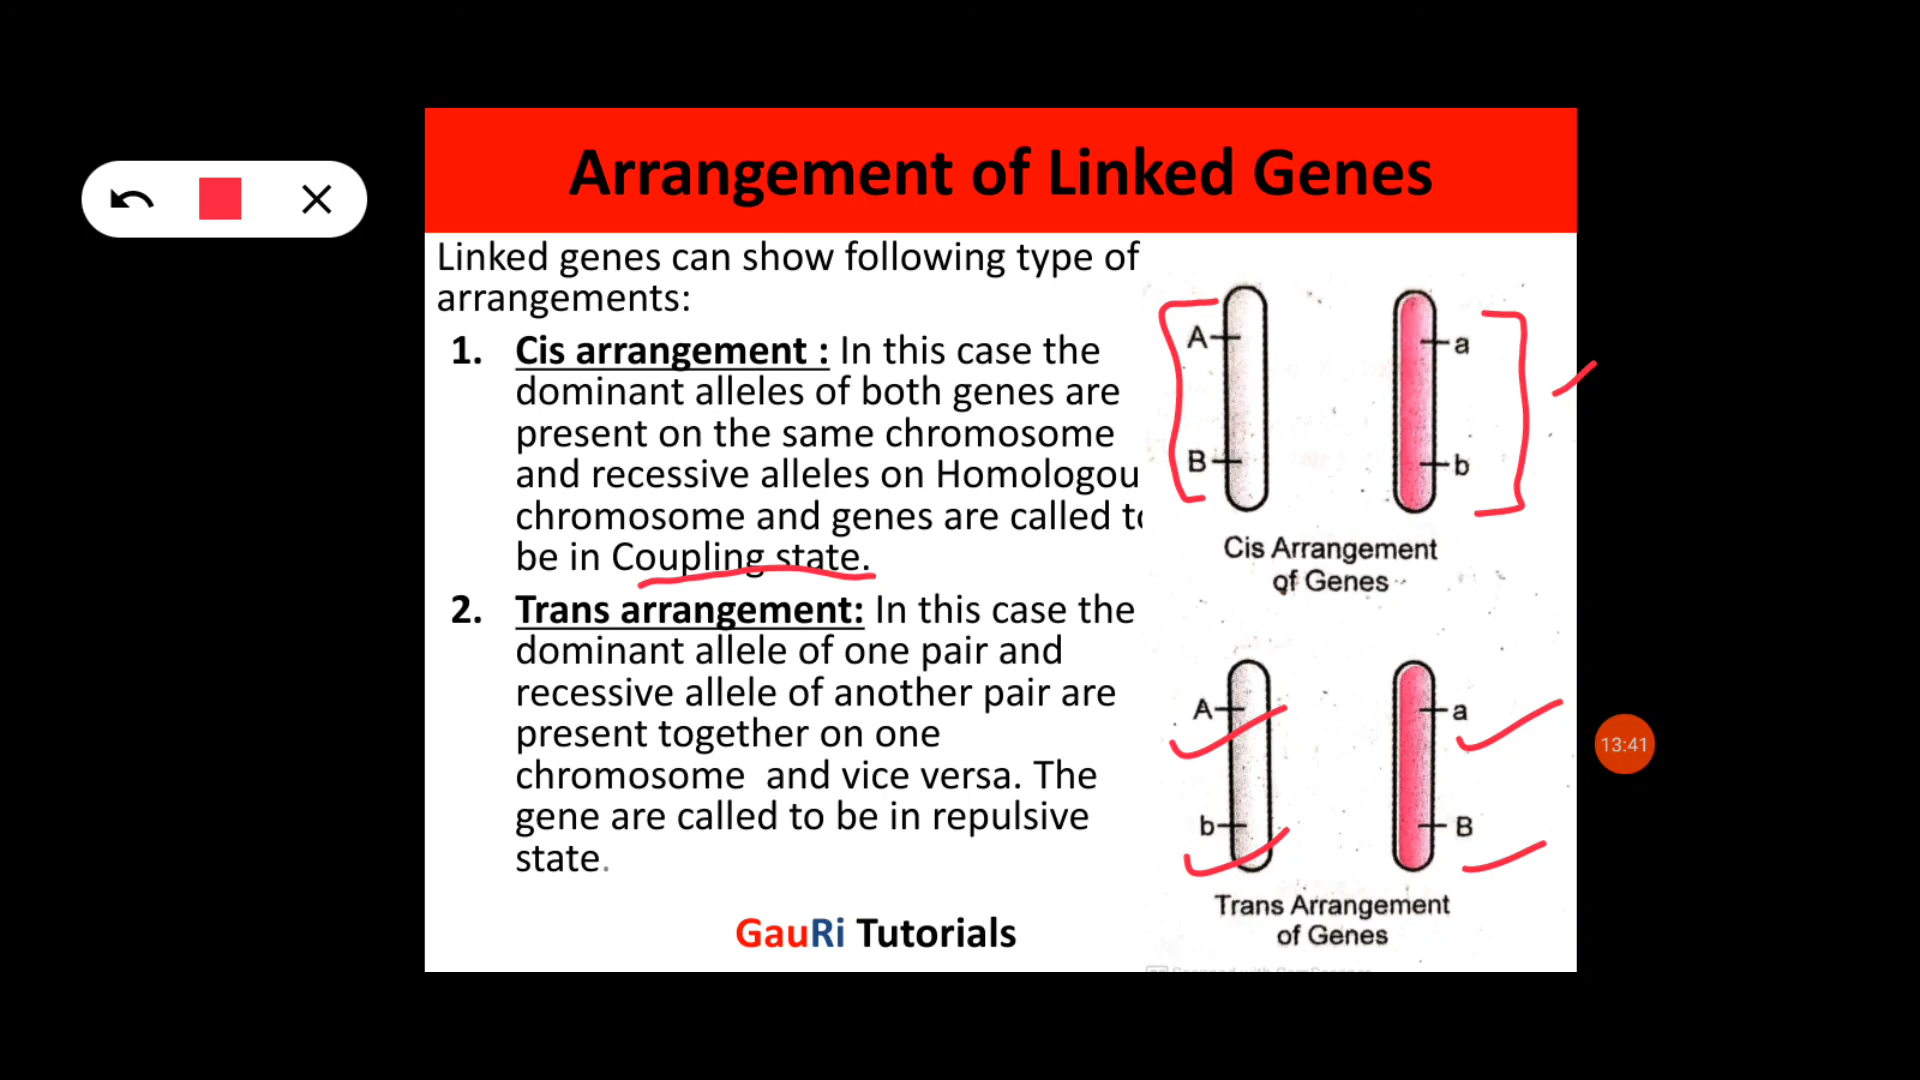 Arrangement of Linked Genes
Linked genes can show following type of
arrangements:
1. Cis arrangement : In this case the
dominant alleles of both genes are
present on the same chromosome
and recessive alleles on Homologou
chromosome and genes are called to
be in Coupling state.
2. Trans arrangement: In this case the
dominant allele of one pair and
recessive allele of another pair are
present together on one
chromosome and vice versa. The
gene are called to be in repulsive
state.
GauRi Tutorials
A a
B b
Cis Arrangement
of Genes
A a
b B
Trans Arrangement
of Genes
13:41